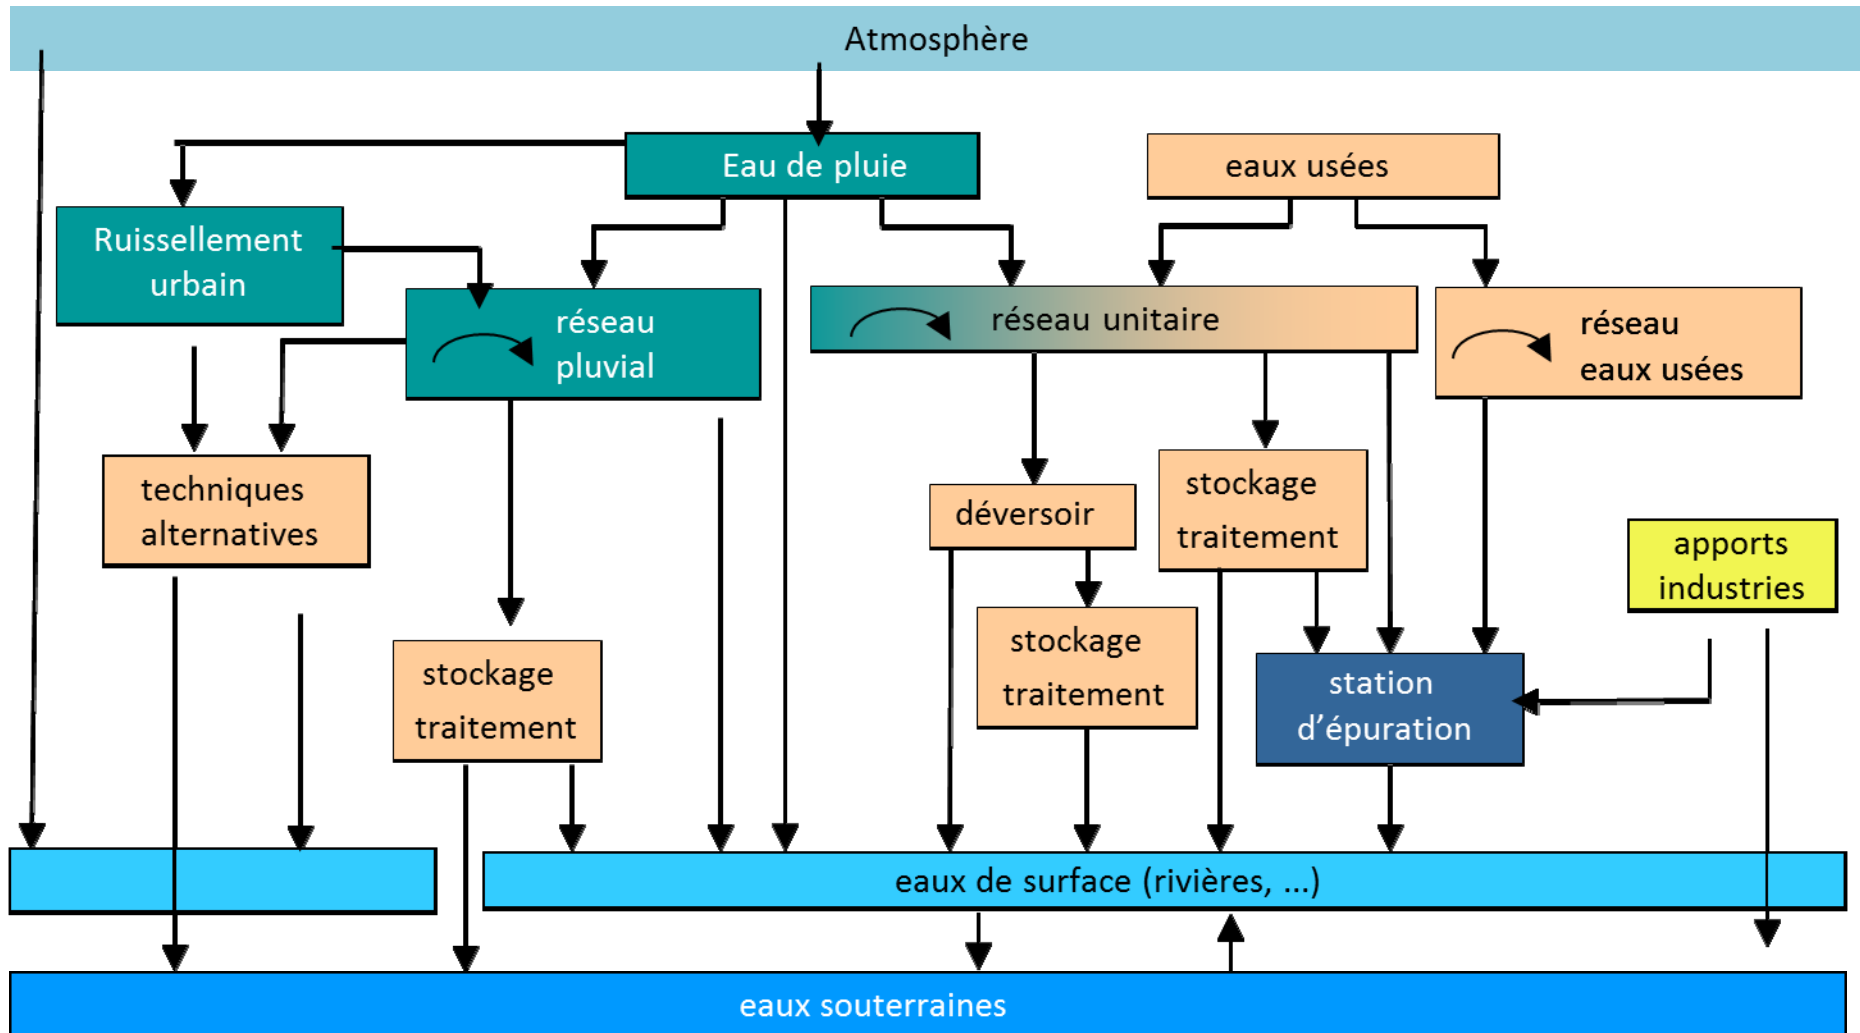 Atmosphère
Eau de pluie
eaux usées
Ruissellement
urbain
réseau
pluvial
réseau unitaire
réseau
eaux usées
techniques
alternatives
déversoir
stockage
traitement
apports
industries
stockage
traitement
stockage
traitement
station
d'épuration
eaux de surface (rivières, ...)
eaux souterraines